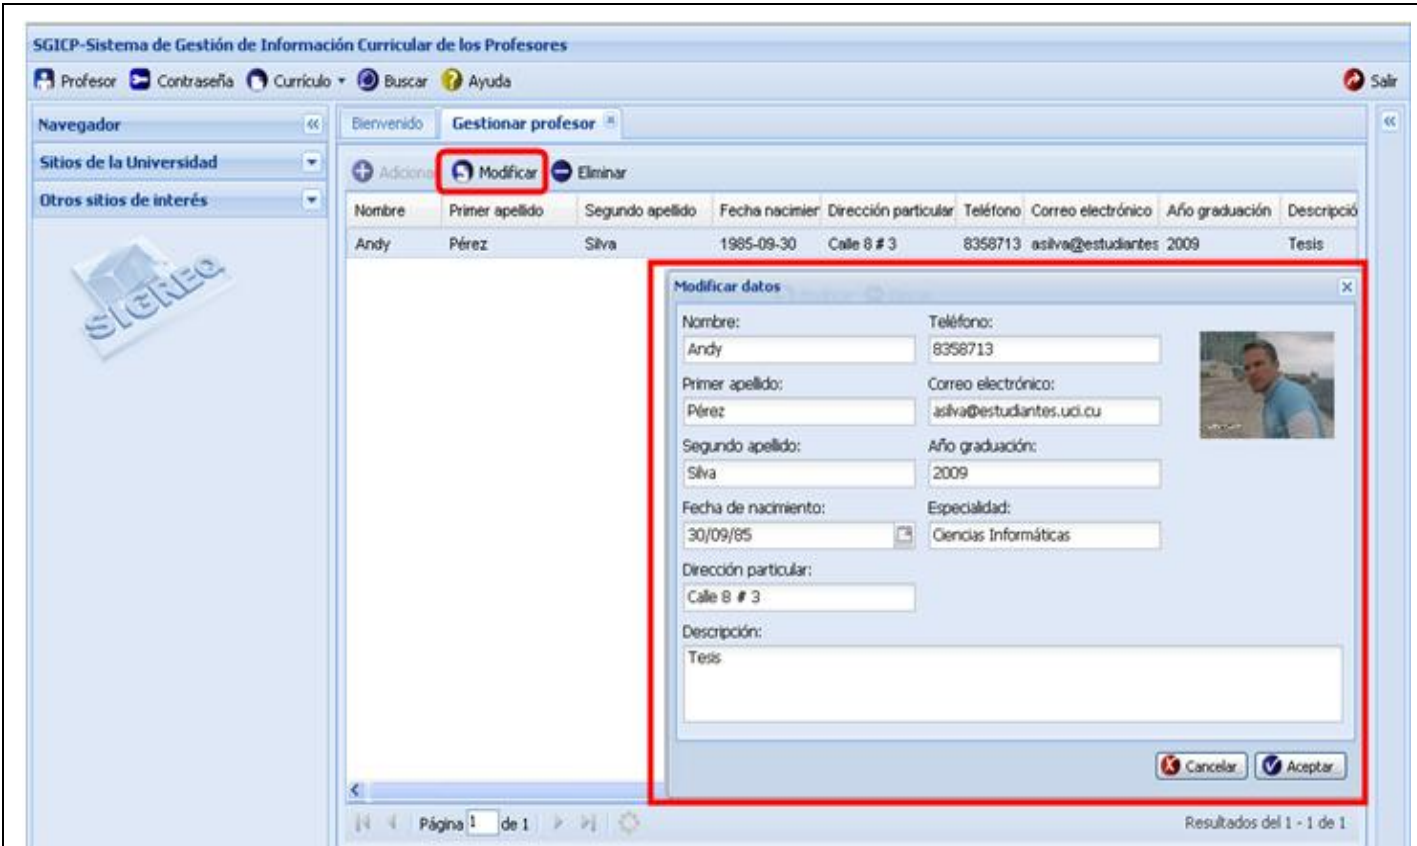 SGICP-Sistema de Gestión de Información Curricular de los Profesores
Profesor Contraseña Currículo Buscar Ayuda Salir
Navegador
Sitios de la Universidad
Otros sitios de interés
SIGREQ
Bienvenido Gestionar profesor
Adiciona Modificar Eliminar
Nombre Primer apellido Segundo apellido Fecha nacimier Dirección particular Teléfono Correo electrónico Año graduación Descripció
Andy Pérez Silva 1985-09-30 Calle 8 # 3 8358713 asilva@estudiantes 2009 Tesis
Modificar datos
Nombre: Teléfono:
Andy 8358713
Primer apellido: Correo electrónico:
Pérez asilva@estudiantes.uci.cu
Segundo apellido: Año graduación:
Silva 2009
Fecha de nacimiento: Especialidad:
30/09/85 Ciencias Informáticas
Dirección particular:
Calle 8 # 3
Descripción:
Tesis
Cancelar Aceptar
Página 1 de 1 Resultados del 1 - 1 de 1